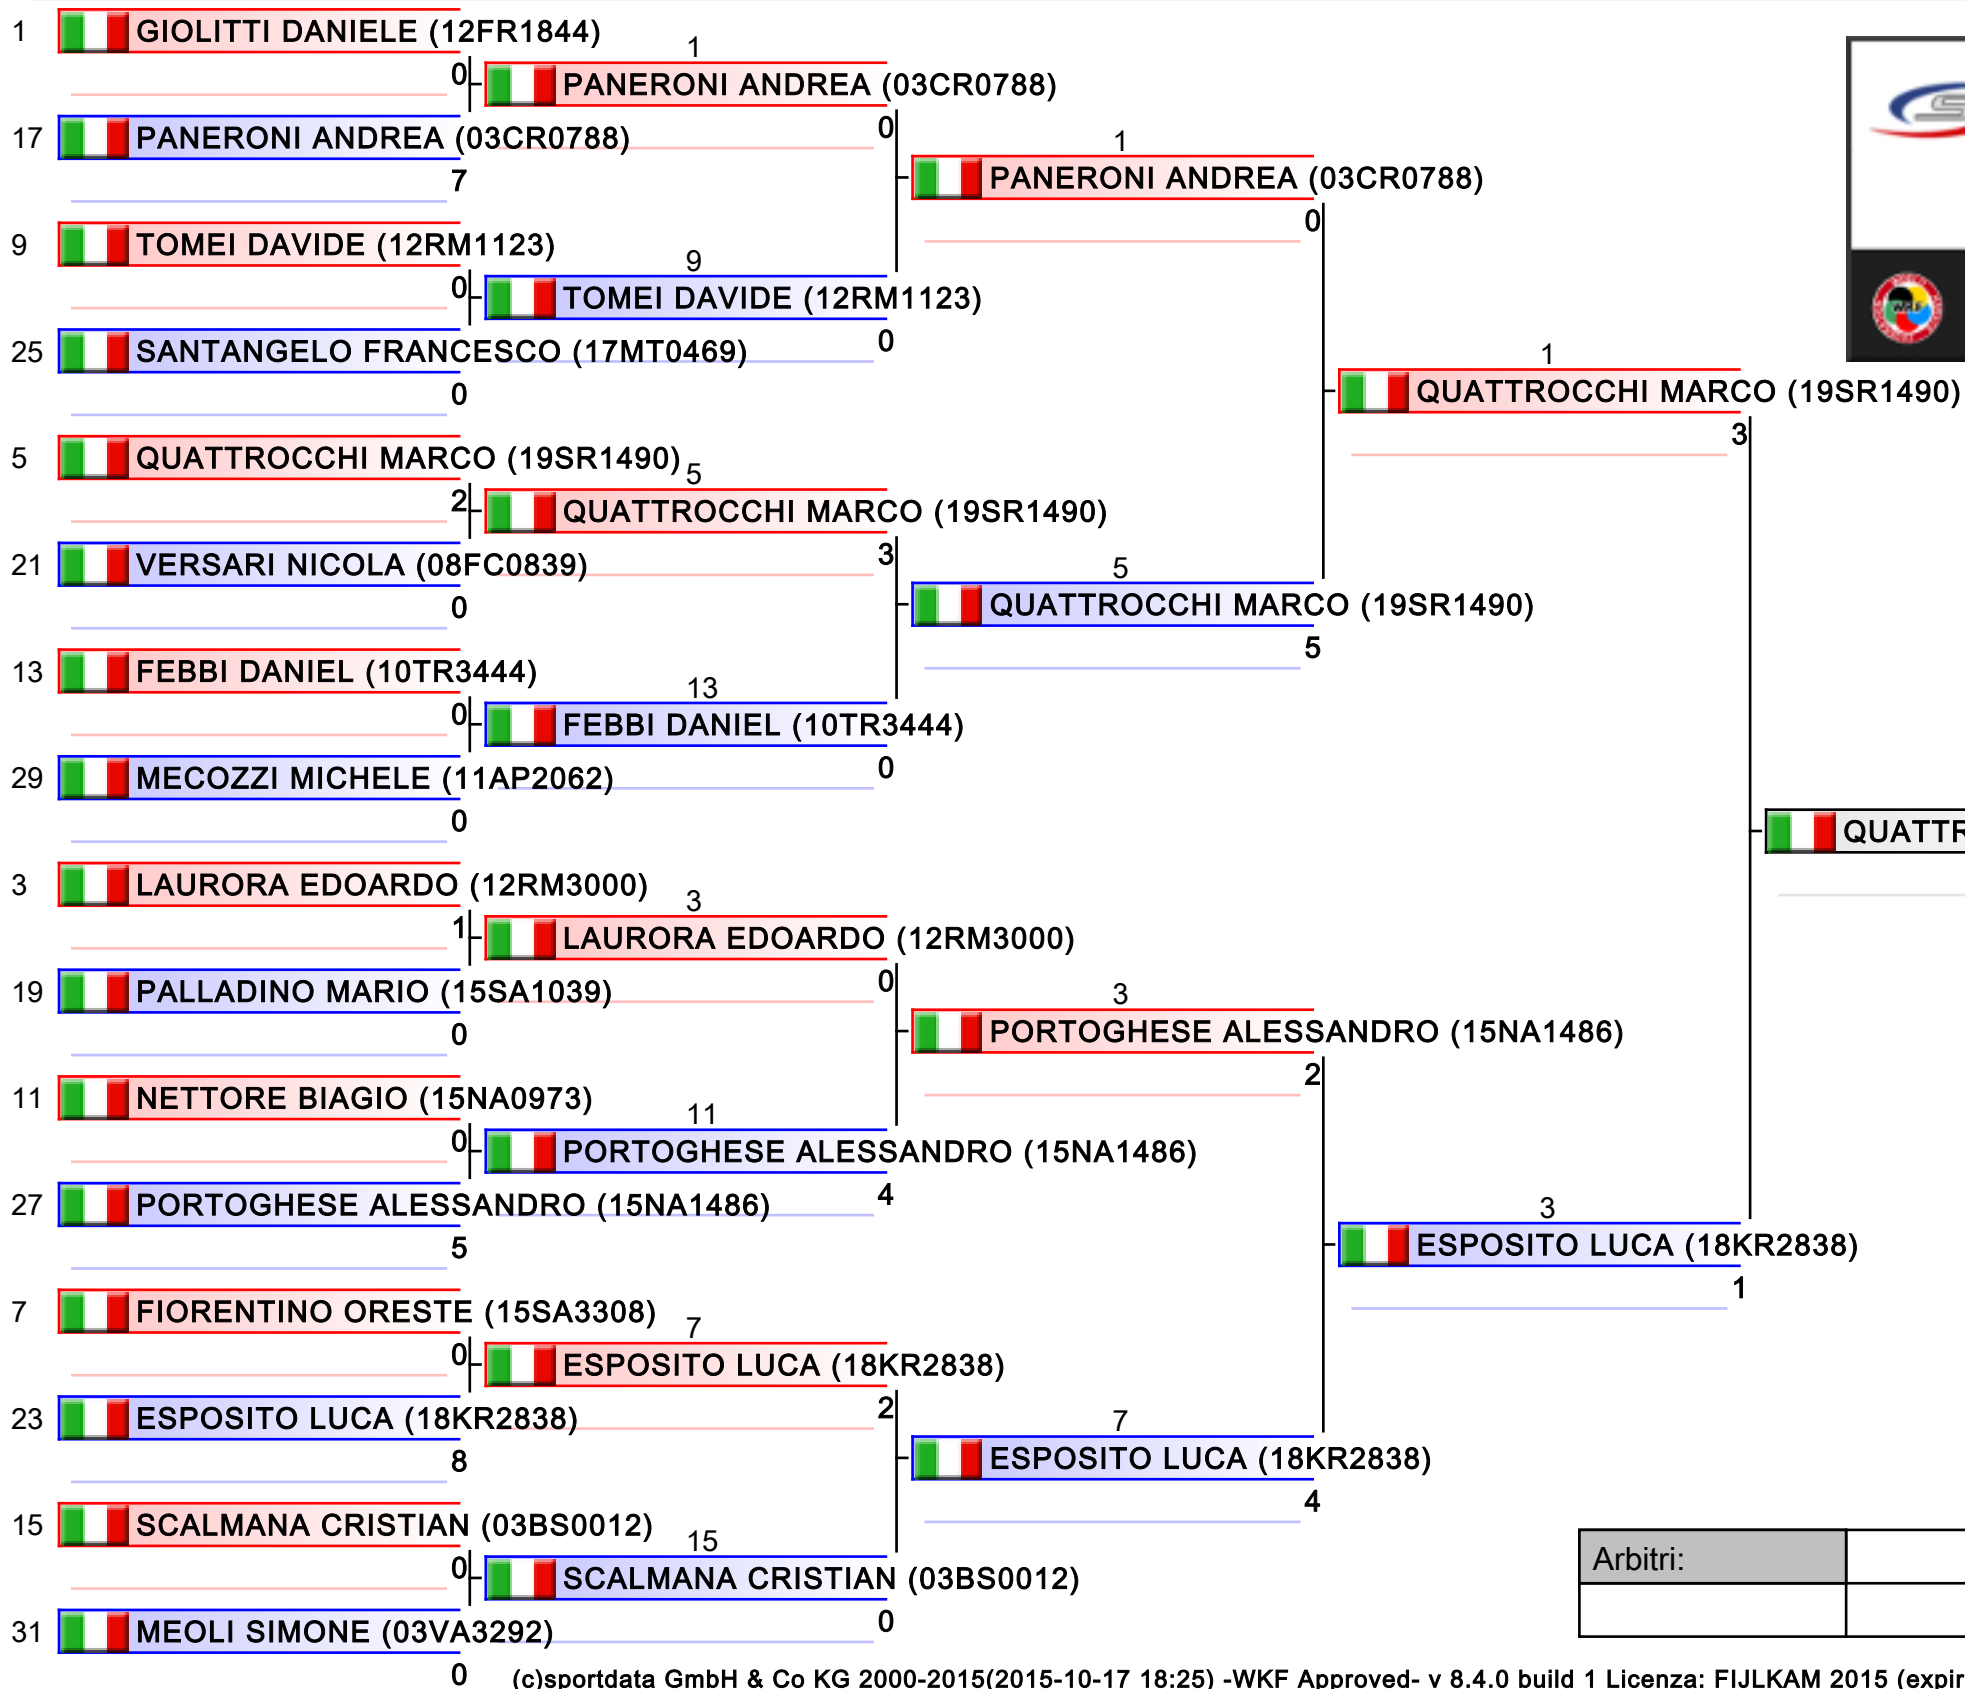 1 GIOLITTI DANIELE (12FR1844)
0
1
PANERONI ANDREA (03CR0788)
0
17 PANERONI ANDREA (03CR0788)
7
1
PANERONI ANDREA (03CR0788)
0
9 TOMEI DAVIDE (12RM1123)
0
9
TOMEI DAVIDE (12RM1123)
0
25 SANTANGELO FRANCESCO (17MT0469)
0
1
QUATTROCCHI MARCO (19SR1490)
3
5 QUATTROCCHI MARCO (19SR1490)
2
5
QUATTROCCHI MARCO (19SR1490)
3
21 VERSARI NICOLA (08FC0839)
0
5
QUATTROCCHI MARCO (19SR1490)
5
13 FEBBI DANIEL (10TR3444)
0
13
FEBBI DANIEL (10TR3444)
0
29 MECOZZI MICHELE (11AP2062)
0
QUATTR
3 LAURORA EDOARDO (12RM3000)
1
3
LAURORA EDOARDO (12RM3000)
0
19 PALLADINO MARIO (15SA1039)
0
3
PORTOGHESE ALESSANDRO (15NA1486)
2
11 NETTORE BIAGIO (15NA0973)
0
11
PORTOGHESE ALESSANDRO (15NA1486)
4
27 PORTOGHESE ALESSANDRO (15NA1486)
5
3
ESPOSITO LUCA (18KR2838)
1
7 FIORENTINO ORESTE (15SA3308)
0
7
ESPOSITO LUCA (18KR2838)
2
23 ESPOSITO LUCA (18KR2838)
8
7
ESPOSITO LUCA (18KR2838)
4
15 SCALMANA CRISTIAN (03BS0012)
0
15
SCALMANA CRISTIAN (03BS0012)
0
31 MEOLI SIMONE (03VA3292)
0
Arbitri:
(c)sportdata GmbH & Co KG 2000-2015(2015-10-17 18:25) -WKF Approved- v 8.4.0 build 1 Licenza: FIJLKAM 2015 (expir